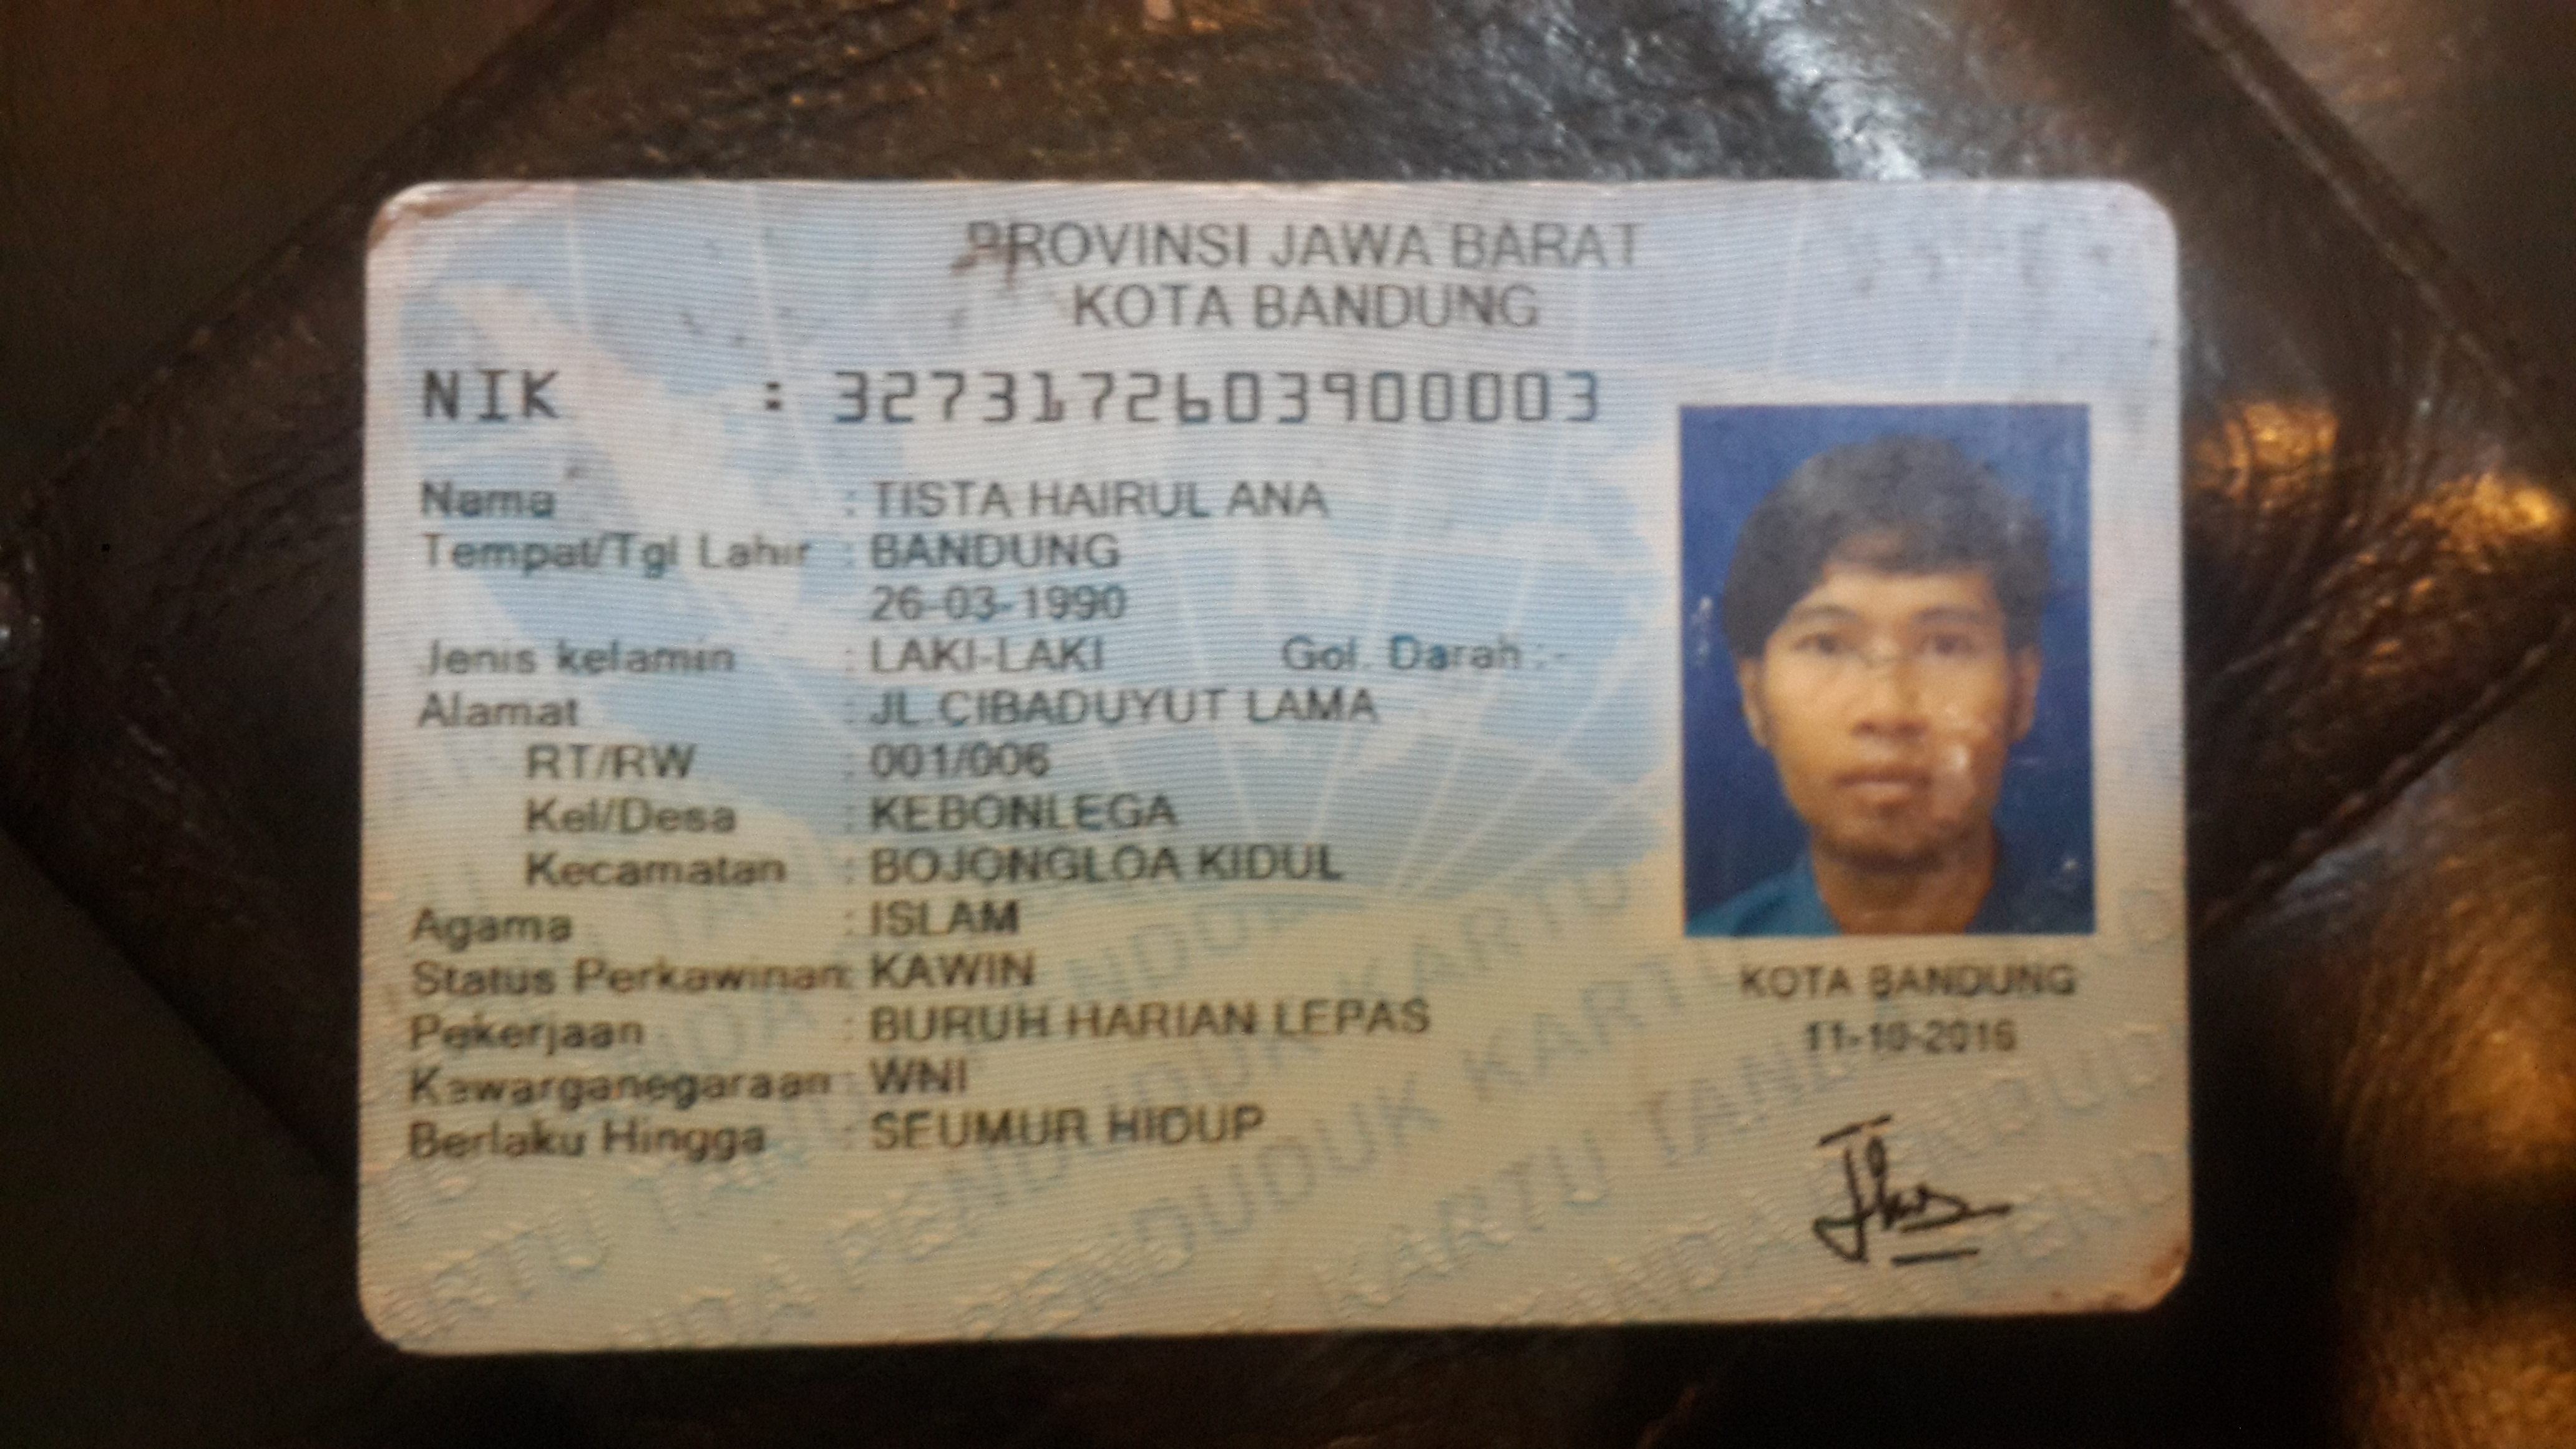 PROVINSI JAWA BARAT
KOTA BANDUNG
NIK : 3273172603900003
Nama : TISTA HAIRUL ANA
Tempat/Tgl Lahir : BANDUNG
26-03-1990
Jenis kelamin : LAKI-LAKI Gol. Darah : -
Alamat : JL.CIBADUYUT LAMA
RT/RW : 001/006
Kel/Desa : KEBONLEGA
Kecamatan : BOJONGLOA KIDUL
Agama : ISLAM
Status Perkawinan: KAWIN
Pekerjaan : BURUH HARIAN LEPAS
Kewarganegaraan : WNI
Berlaku Hingga : SEUMUR HIDUP
KOTA BANDUNG
11-10-2016